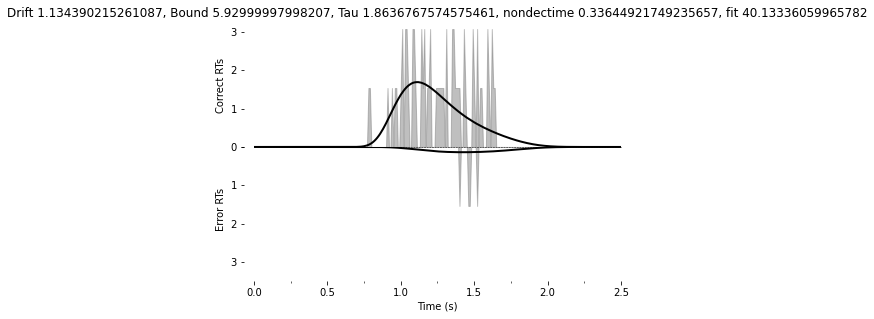 Drift 1.134390215261087, Bound 5.92999997998207, Tau 1.8636767574575461, nondectime 0.33644921749235657, fit 40.13336059965782
3
2
1
0
1
2
3
Correct RTs
Error RTs
0.0 0.5 1.0 1.5 2.0 2.5
Time (s)